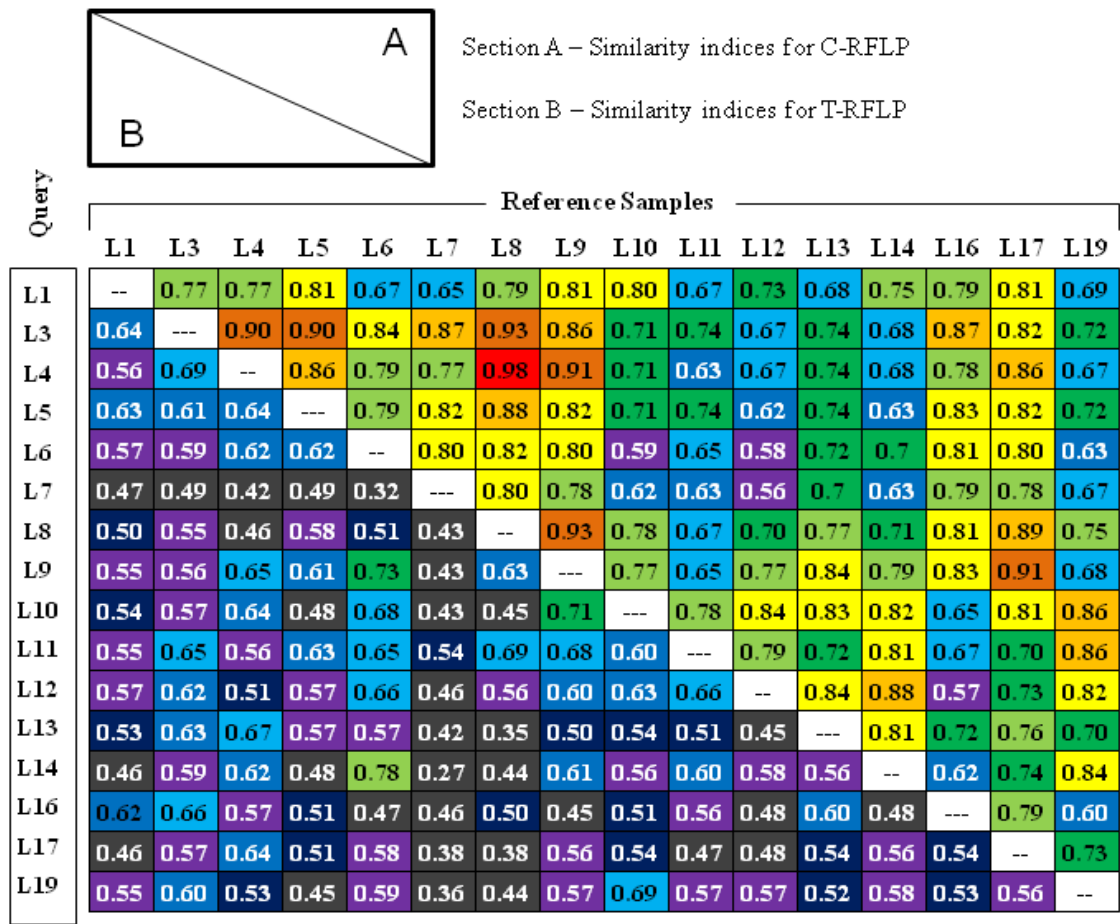 A
B
Section A – Similarity indices for C-RFLP
Section B – Similarity indices for T-RFLP
Query
Reference Samples
L1 L3 L4 L5 L6 L7 L8 L9 L10 L11 L12 L13 L14 L16 L17 L19
L1 -- 0.77 0.77 0.81 0.67 0.65 0.79 0.81 0.80 0.67 0.73 0.68 0.75 0.79 0.81 0.69
L3 0.64 --- 0.90 0.90 0.84 0.87 0.93 0.86 0.71 0.74 0.67 0.74 0.68 0.87 0.82 0.72
L4 0.56 0.69 -- 0.86 0.79 0.77 0.98 0.91 0.71 0.63 0.67 0.74 0.68 0.78 0.86 0.67
L5 0.63 0.61 0.64 --- 0.79 0.82 0.88 0.82 0.71 0.74 0.62 0.74 0.63 0.83 0.82 0.72
L6 0.57 0.59 0.62 0.62 -- 0.80 0.82 0.80 0.59 0.65 0.58 0.72 0.7 0.81 0.80 0.63
L7 0.47 0.49 0.42 0.49 0.32 --- 0.80 0.78 0.62 0.63 0.56 0.7 0.63 0.79 0.78 0.67
L8 0.50 0.55 0.46 0.58 0.51 0.43 -- 0.93 0.78 0.67 0.70 0.77 0.71 0.81 0.89 0.75
L9 0.55 0.56 0.65 0.61 0.73 0.43 0.63 --- 0.77 0.65 0.77 0.84 0.79 0.83 0.91 0.68
L10 0.54 0.57 0.64 0.48 0.68 0.43 0.45 0.71 --- 0.78 0.84 0.83 0.82 0.65 0.81 0.86
L11 0.55 0.65 0.56 0.63 0.65 0.54 0.69 0.68 0.60 --- 0.79 0.72 0.81 0.67 0.70 0.86
L12 0.57 0.62 0.51 0.57 0.66 0.46 0.56 0.60 0.63 0.66 -- 0.84 0.88 0.57 0.73 0.82
L13 0.53 0.63 0.67 0.57 0.57 0.42 0.35 0.50 0.54 0.51 0.45 --- 0.81 0.72 0.76 0.70
L14 0.46 0.59 0.62 0.48 0.78 0.27 0.44 0.61 0.56 0.60 0.58 0.56 -- 0.62 0.74 0.84
L16 0.62 0.66 0.57 0.51 0.47 0.46 0.50 0.45 0.51 0.56 0.48 0.60 0.48 --- 0.79 0.60
L17 0.46 0.57 0.64 0.51 0.58 0.38 0.38 0.56 0.54 0.47 0.48 0.54 0.56 0.54 -- 0.73
L19 0.55 0.60 0.53 0.45 0.59 0.36 0.44 0.57 0.69 0.57 0.57 0.52 0.58 0.53 0.56 --